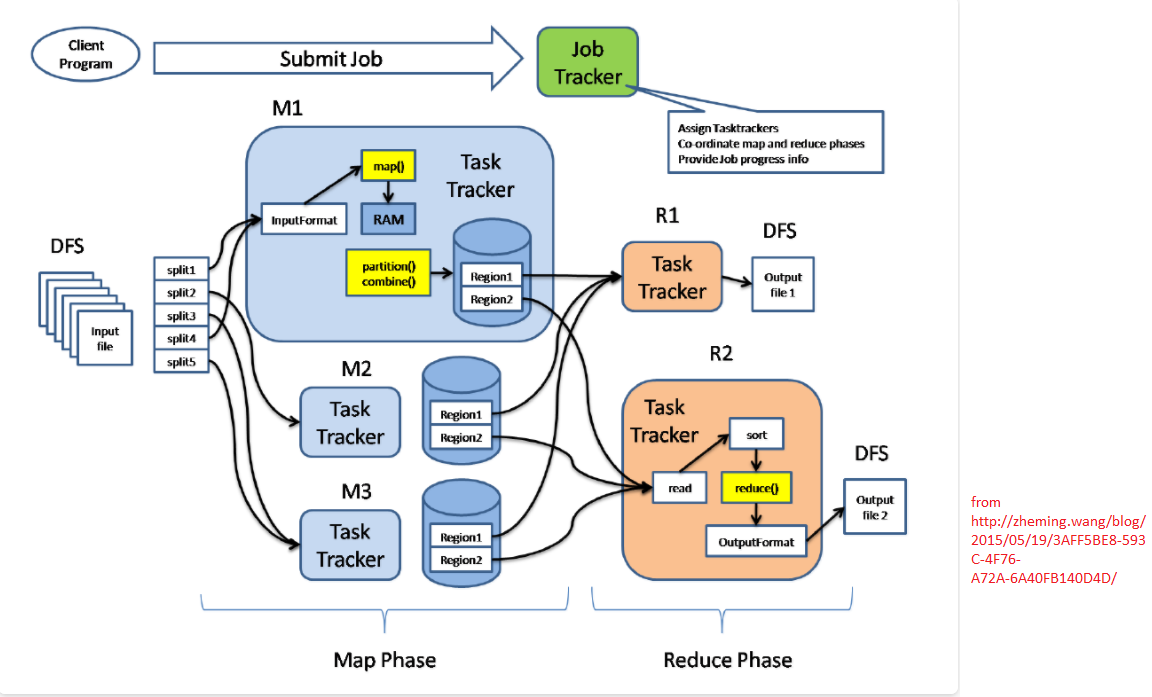 Client
Program
Submit Job
Job
Tracker
Assign Tasktrackers
Co-ordinate map and reduce phases
Provide Job progress info
M1
Task
Tracker
map()
InputFormat
RAM
partition()
combine()
Region1
Region2
DFS
Input
file
split1
split2
split3
split4
split5
M2
Task
Tracker
Region1
Region2
M3
Task
Tracker
Region1
Region2
R1
Task
Tracker
DFS
Output
file 1
R2
Task
Tracker
sort
read
reduce()
OutputFormat
DFS
Output
file 2
Map Phase
Reduce Phase
from
http://zheming.wang/blog/
2015/05/19/3AFF5BE8-593
C-4F76-
A72A-6A40FB140D4D/